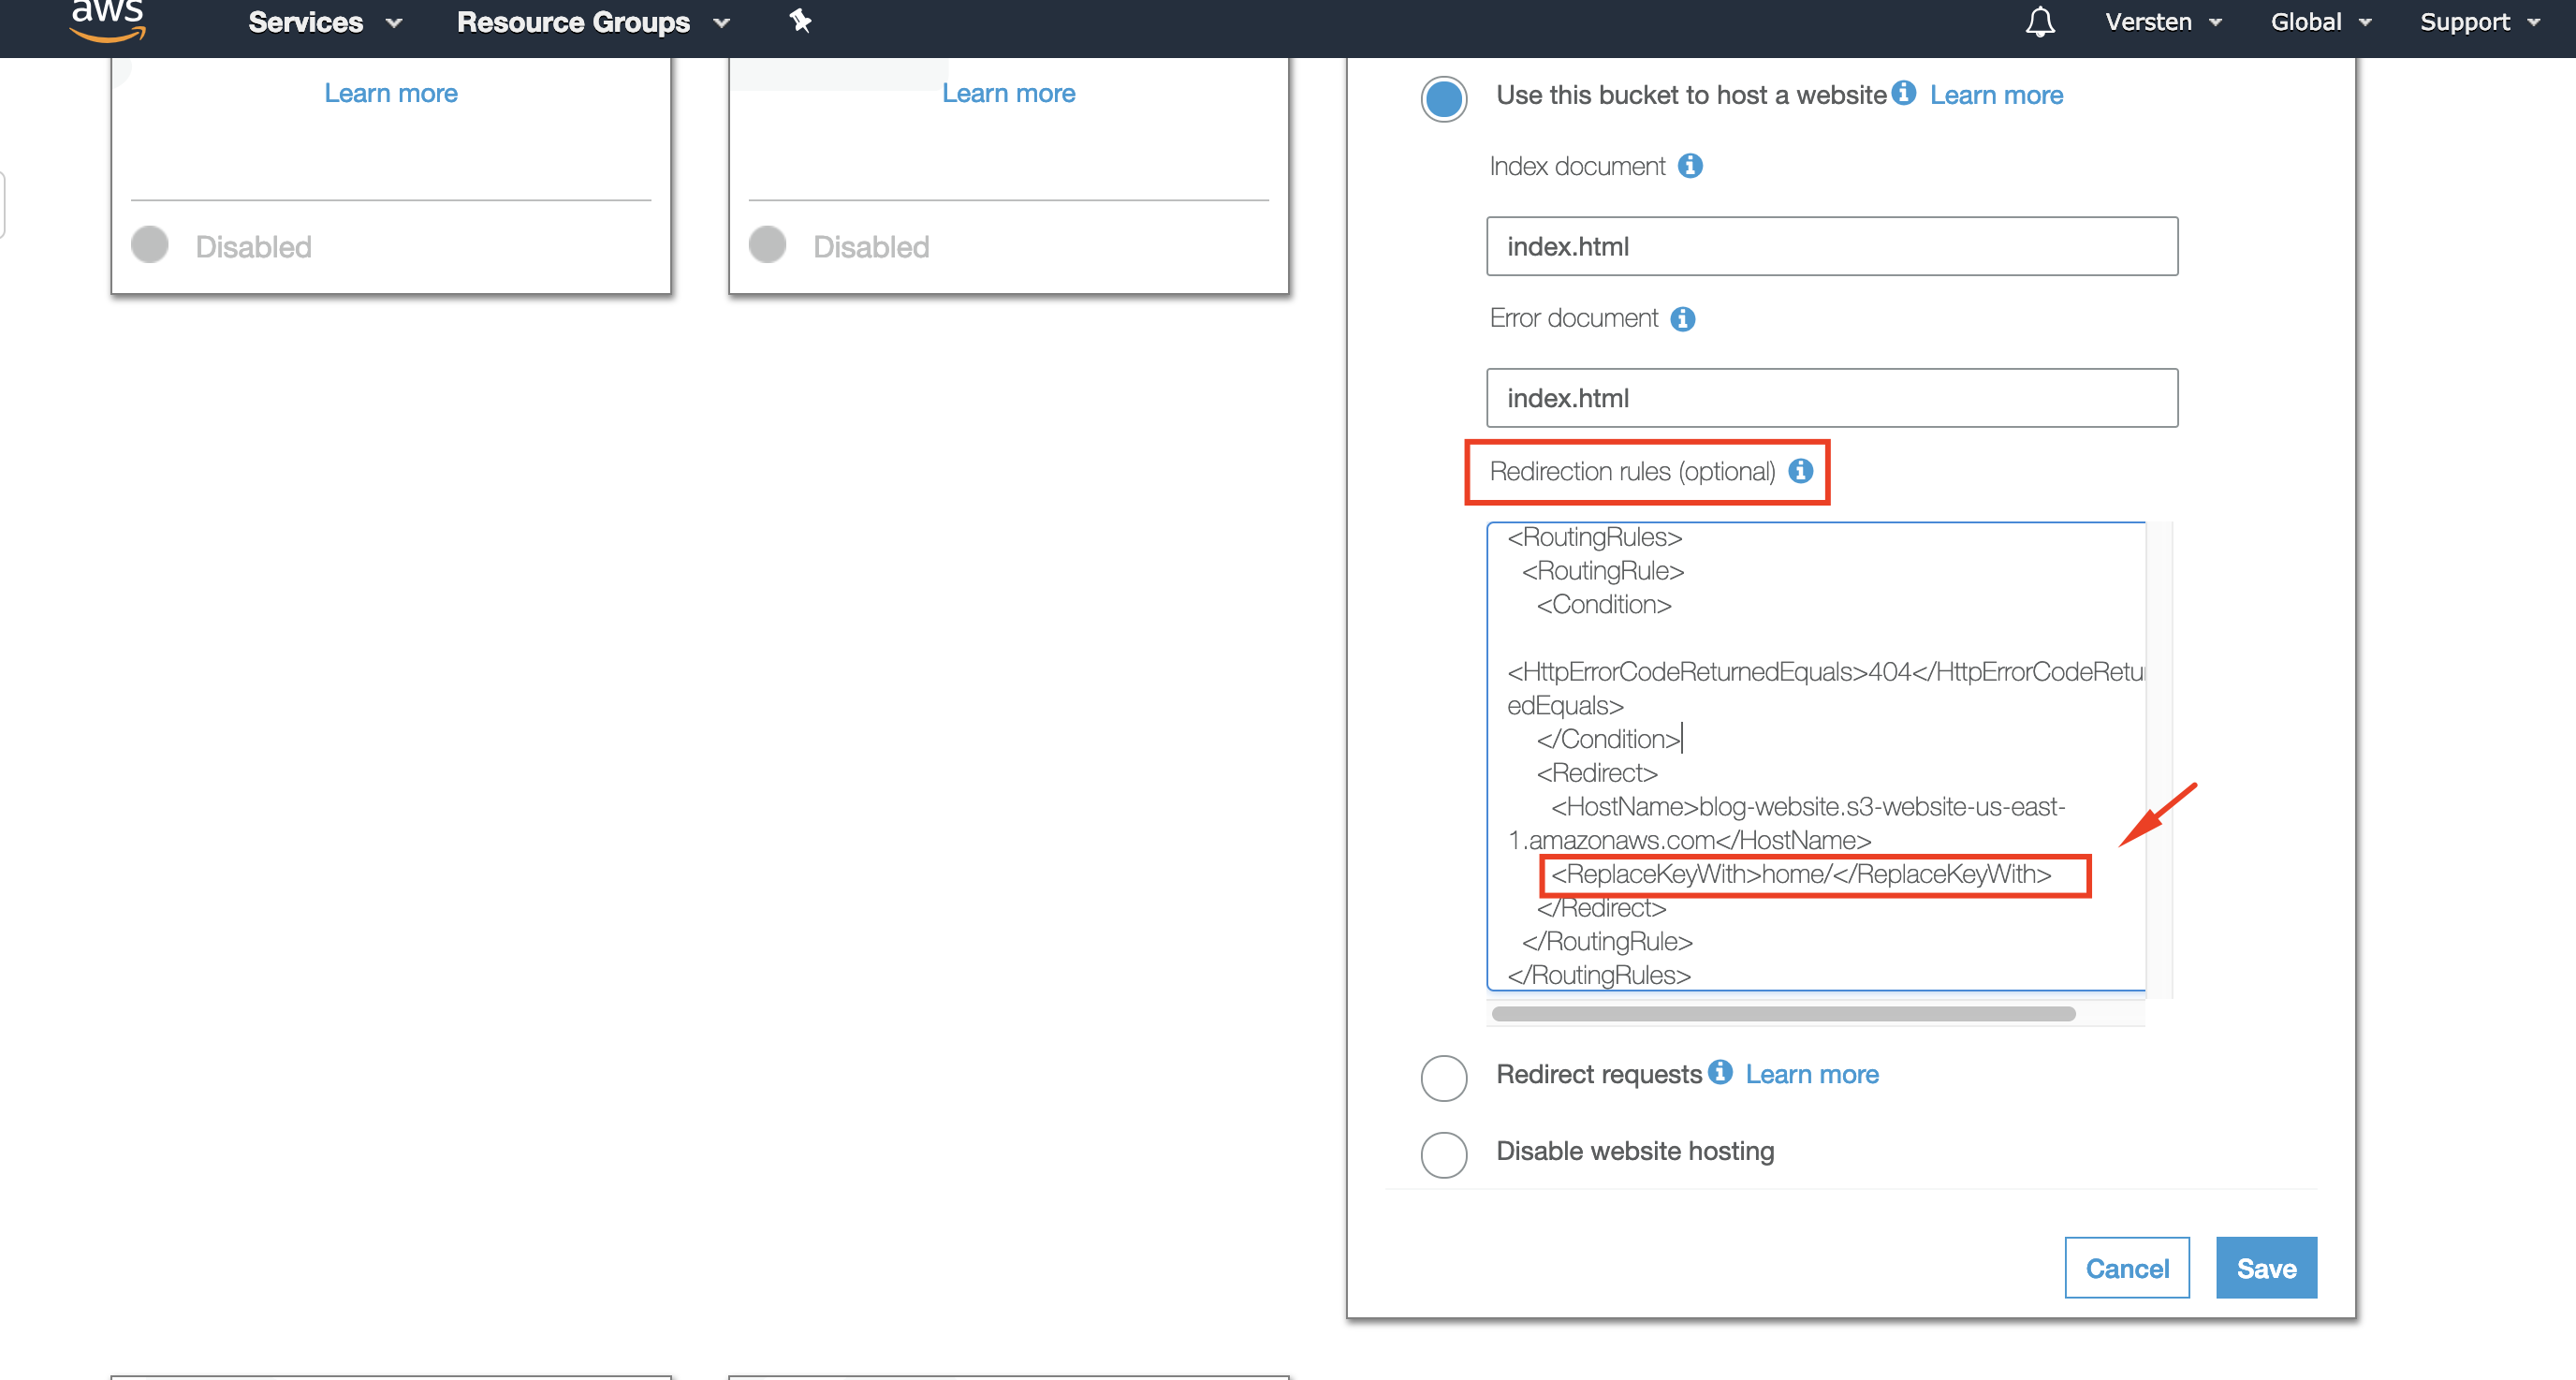 aws
Services
Resource Groups
Versten
Global
Support
Learn more
Disabled
Learn more
Disabled
Use this bucket to host a website
Learn more
Index document
index.html
Error document
index.html
Redirection rules (optional)
<RoutingRules>
<RoutingRule>
<Condition>
<HttpErrorCodeReturnedEquals>404</HttpErrorCodeRetur
edEquals>
</Condition>
<Redirect>
<HostName>blog-website.s3-website-us-east-
1.amazonaws.com</HostName>
<ReplaceKeyWith>home/</ReplaceKeyWith>
</Redirect>
</RoutingRule>
</RoutingRules>
Redirect requests
Learn more
Disable website hosting
Cancel
Save